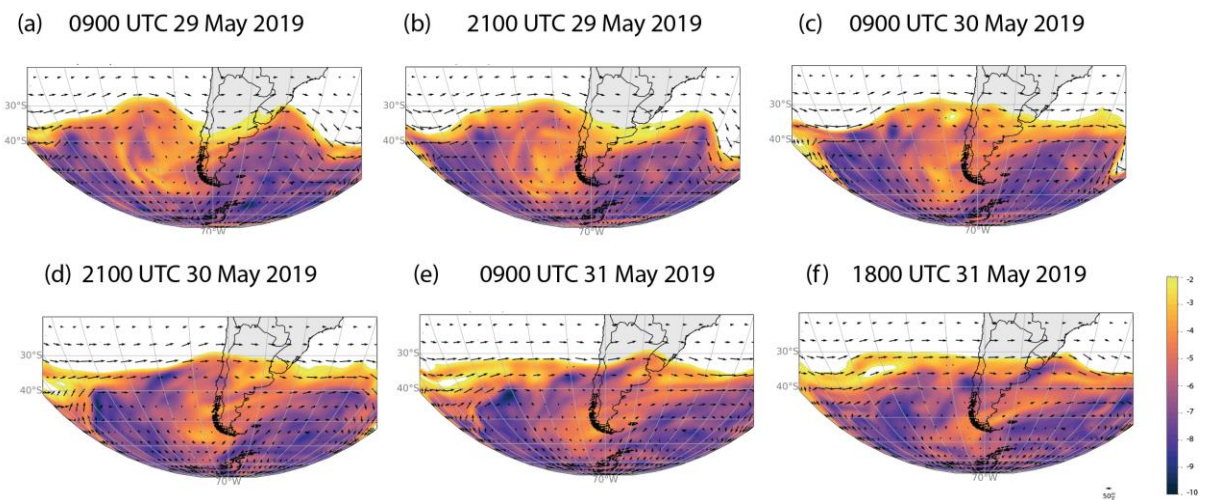 (a) 0900 UTC 29 May 2019
(b) 2100 UTC 29 May 2019
(c) 0900 UTC 30 May 2019
30°S
40°S
70°W
30°S
40°S
70°W
30°S
40°S
70°W
(d) 2100 UTC 30 May 2019
(e) 0900 UTC 31 May 2019
(f) 1800 UTC 31 May 2019
30°S
40°S
70°W
30°S
40°S
70°W
30°S
40°S
70°W
-2
-3
-4
-5
-6
-7
-8
-9
-10